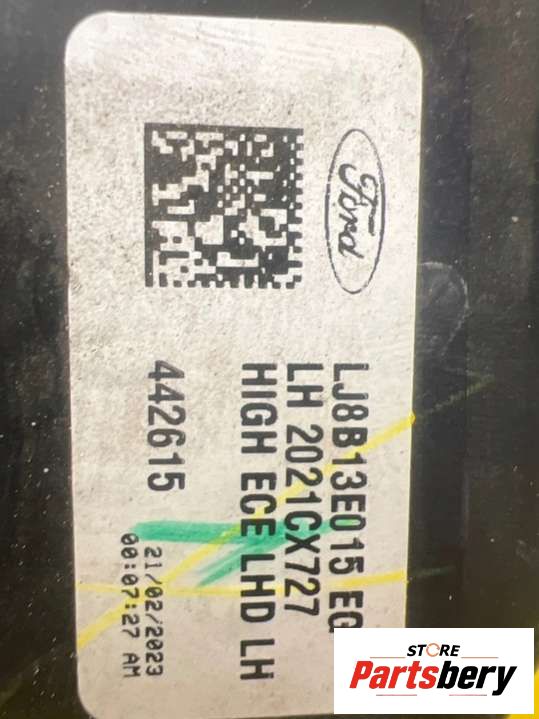 Ford
LJ8B13E015 EG
LH 2021CX727
HIGH ECE LHD LH
442615
21/02/2023
00:07:27 AM
STORE
Partsbery